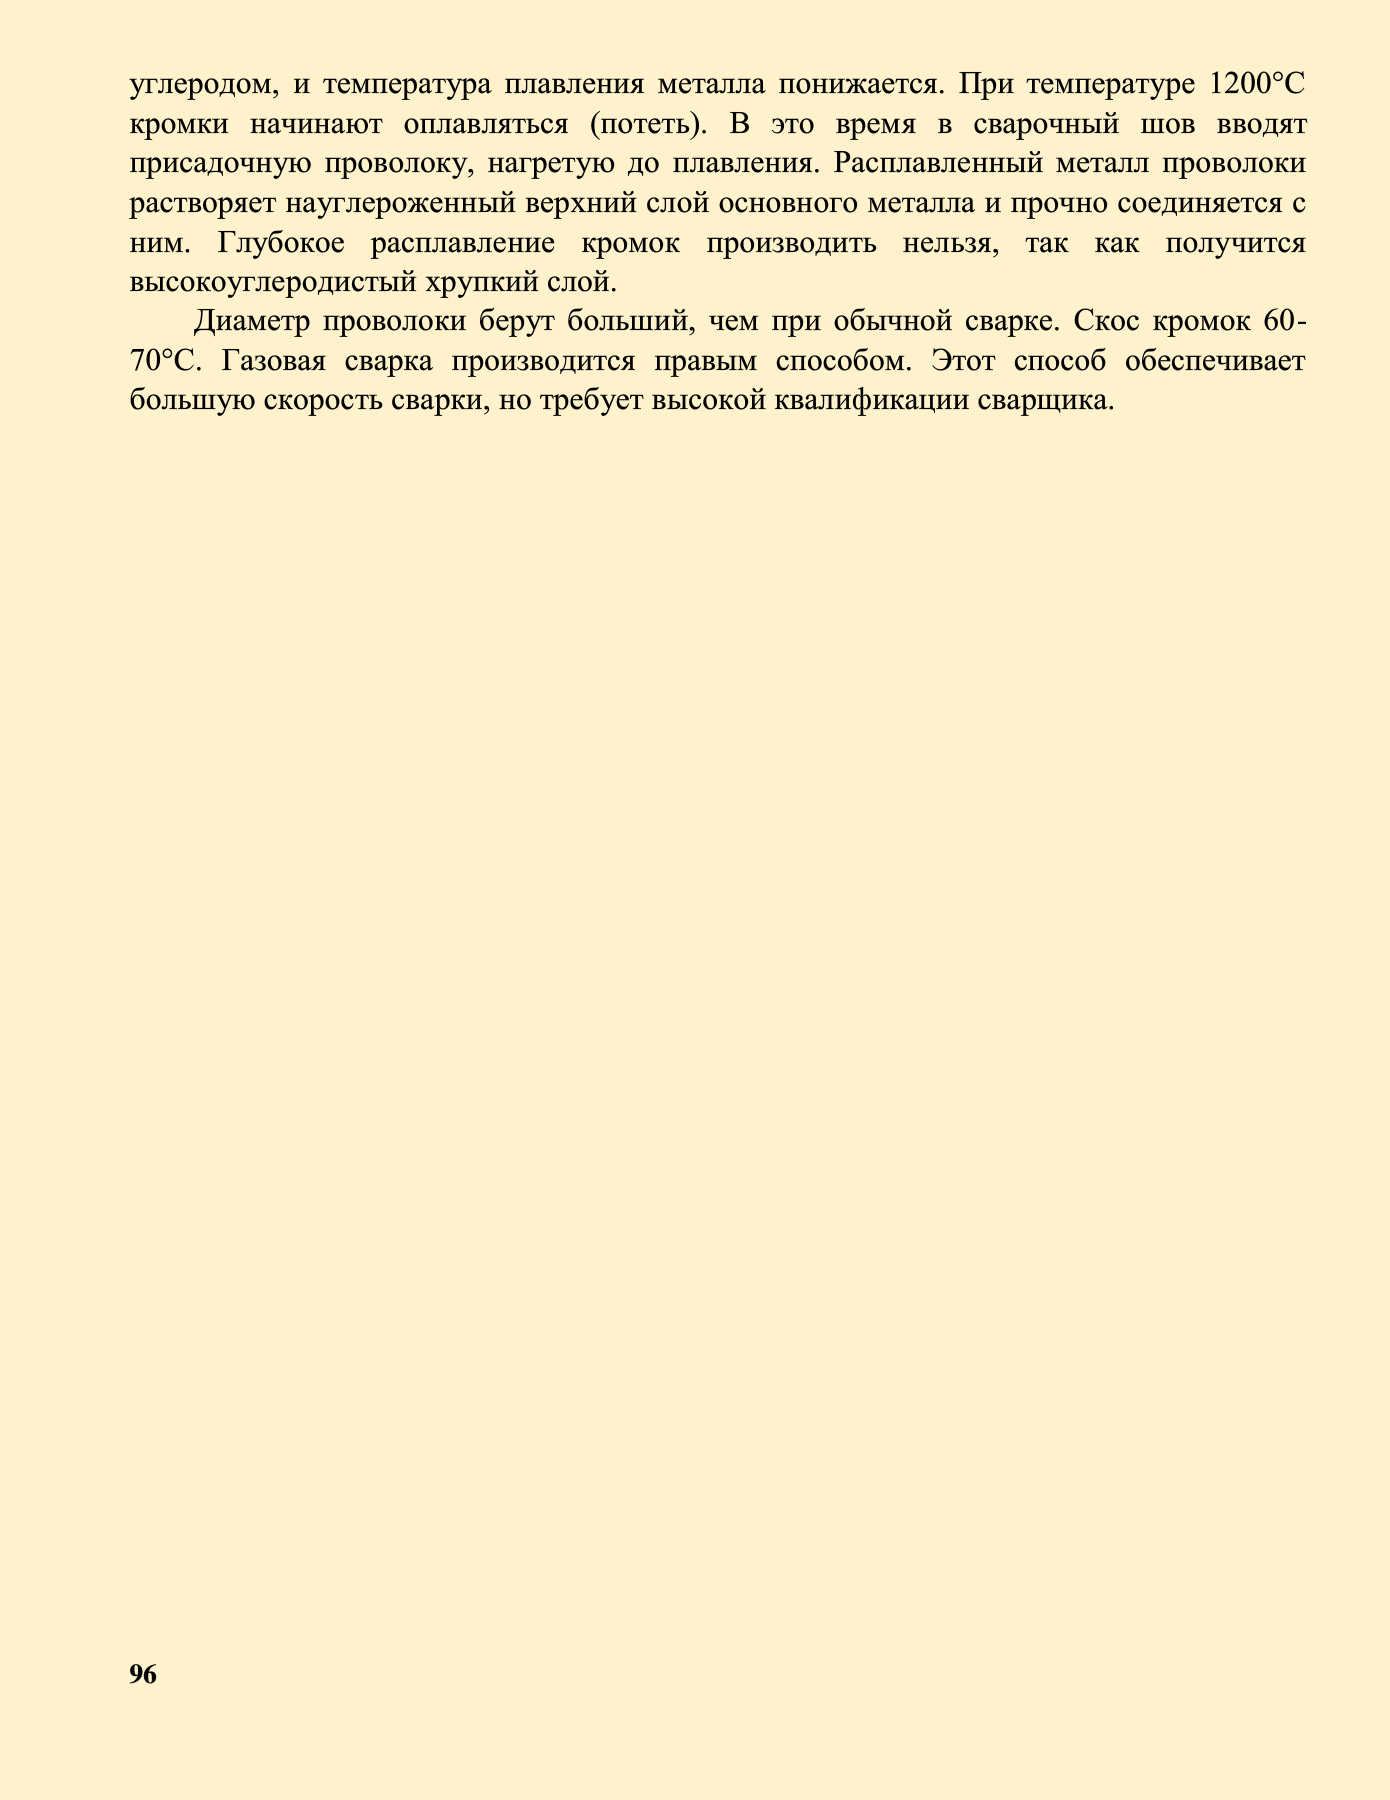 углеродом, и температура плавления металла понижается. При температуре 1200°С
кромки начинают оплавляться (потеть). В это время в сварочный шов вводят
присадочную проволоку, нагретую до плавления. Расплавленный металл проволоки
растворяет науглероженный верхний слой основного металла и прочно соединяется с
ним. Глубокое расплавление кромок производить нельзя, так как получится
высокоуглеродистый хрупкий слой.
Диаметр проволоки берут больший, чем при обычной сварке. Скос кромок 60-
70°С. Газовая сварка производится правым способом. Этот способ обеспечивает
большую скорость сварки, но требует высокой квалификации сварщика.
96